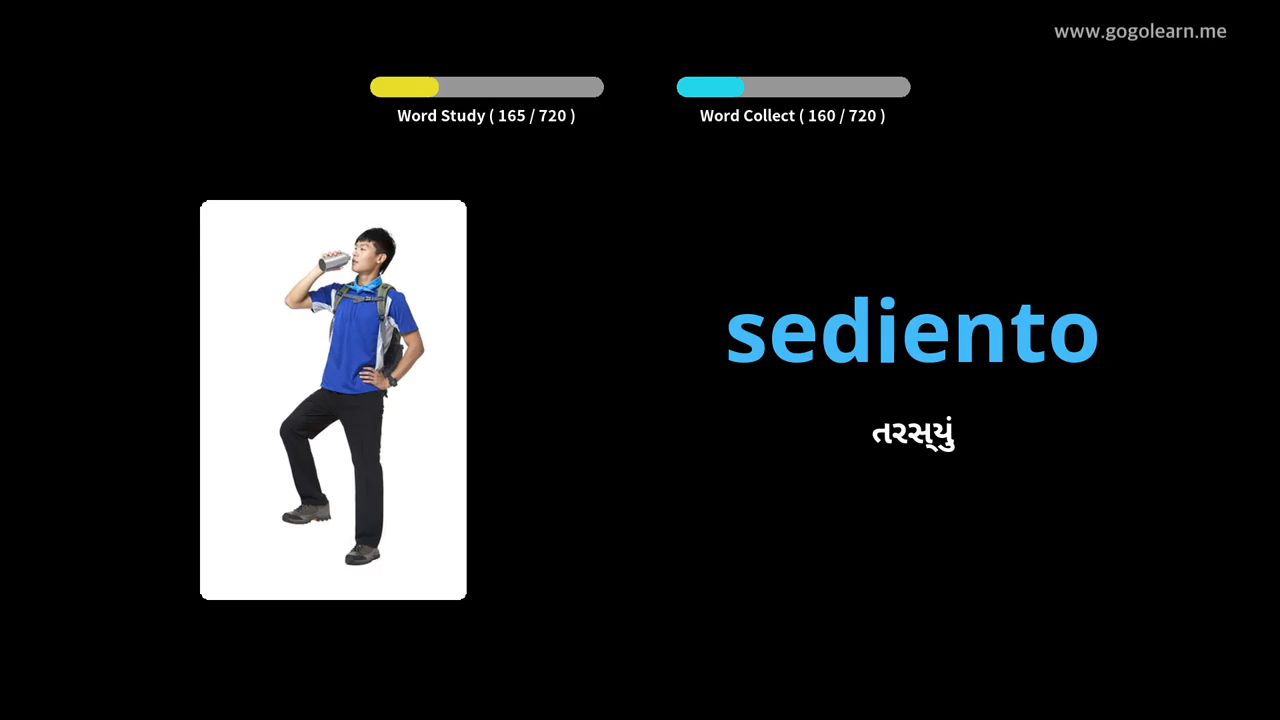 www.gogolearn.me
Word Study ( 165 / 720 )
Word Collect ( 160 / 720 )
sediento
તરસ્યું